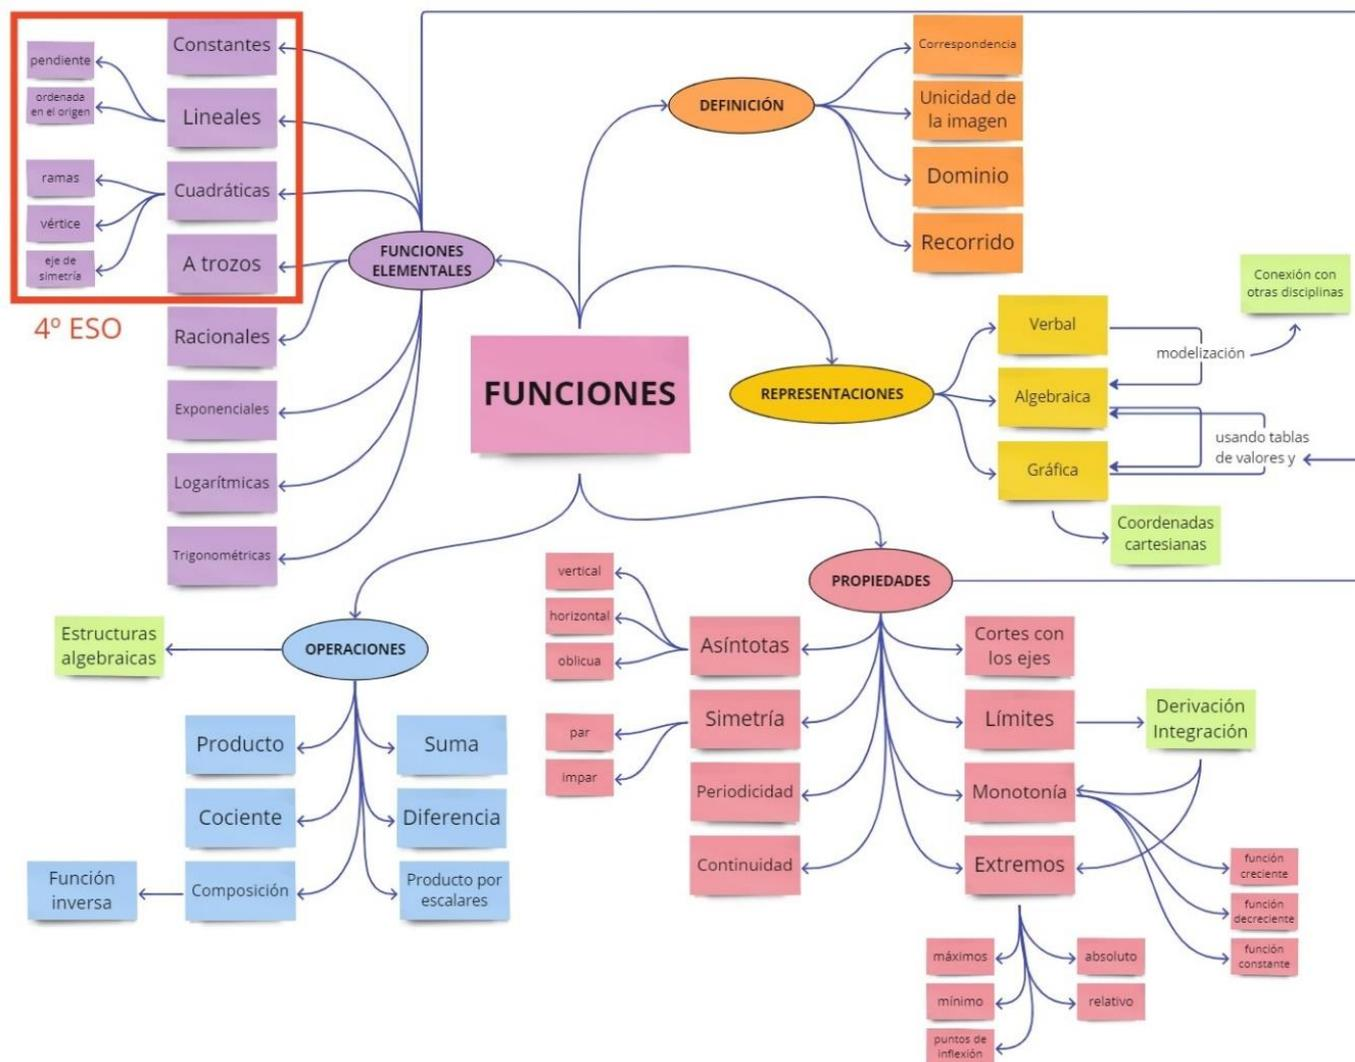 Constantes
pendiente
ordenada
en el origen
Lineales
ramas
Cuadráticas
vértice
eje de
simetría
A trozos
4º ESO
Racionales
Exponenciales
Logarítmicas
Trigonométricas
FUNCIONES
ELEMENTALES
FUNCIONES
DEFINICIÓN
Correspondencia
Unicidad de
la imagen
Dominio
Recorrido
REPRESENTACIONES
Verbal
Algebraica
Gráfica
modelización
Conexión con
otras disciplinas
usando tablas
de valores y
Coordenadas
cartesianas
PROPIEDADES
vertical
horizontal
oblicua
Asíntotas
Cortes con
los ejes
par
impar
Simetría
Límites
Derivación
Integración
Periodicidad
Monotonía
Continuidad
Extremos
función
creciente
función
decreciente
función
constante
máximos
absoluto
mínimo
relativo
puntos de
inflexión
OPERACIONES
Estructuras
algebraicas
Producto
Suma
Cociente
Diferencia
Función
inversa
Composición
Producto por
escalares